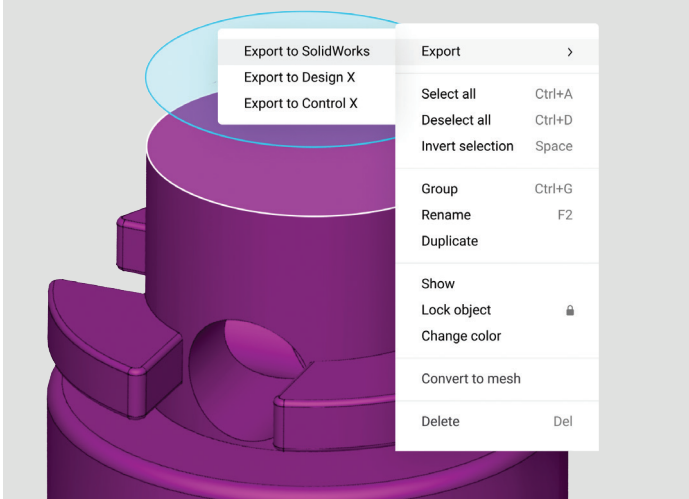 Export to SolidWorks
Export to Design X
Export to Control X
Export
Select all Ctrl+A
Deselect all Ctrl+D
Invert selection Space
Group Ctrl+G
Rename F2
Duplicate
Show
Lock object
Change color
Convert to mesh
Delete Del